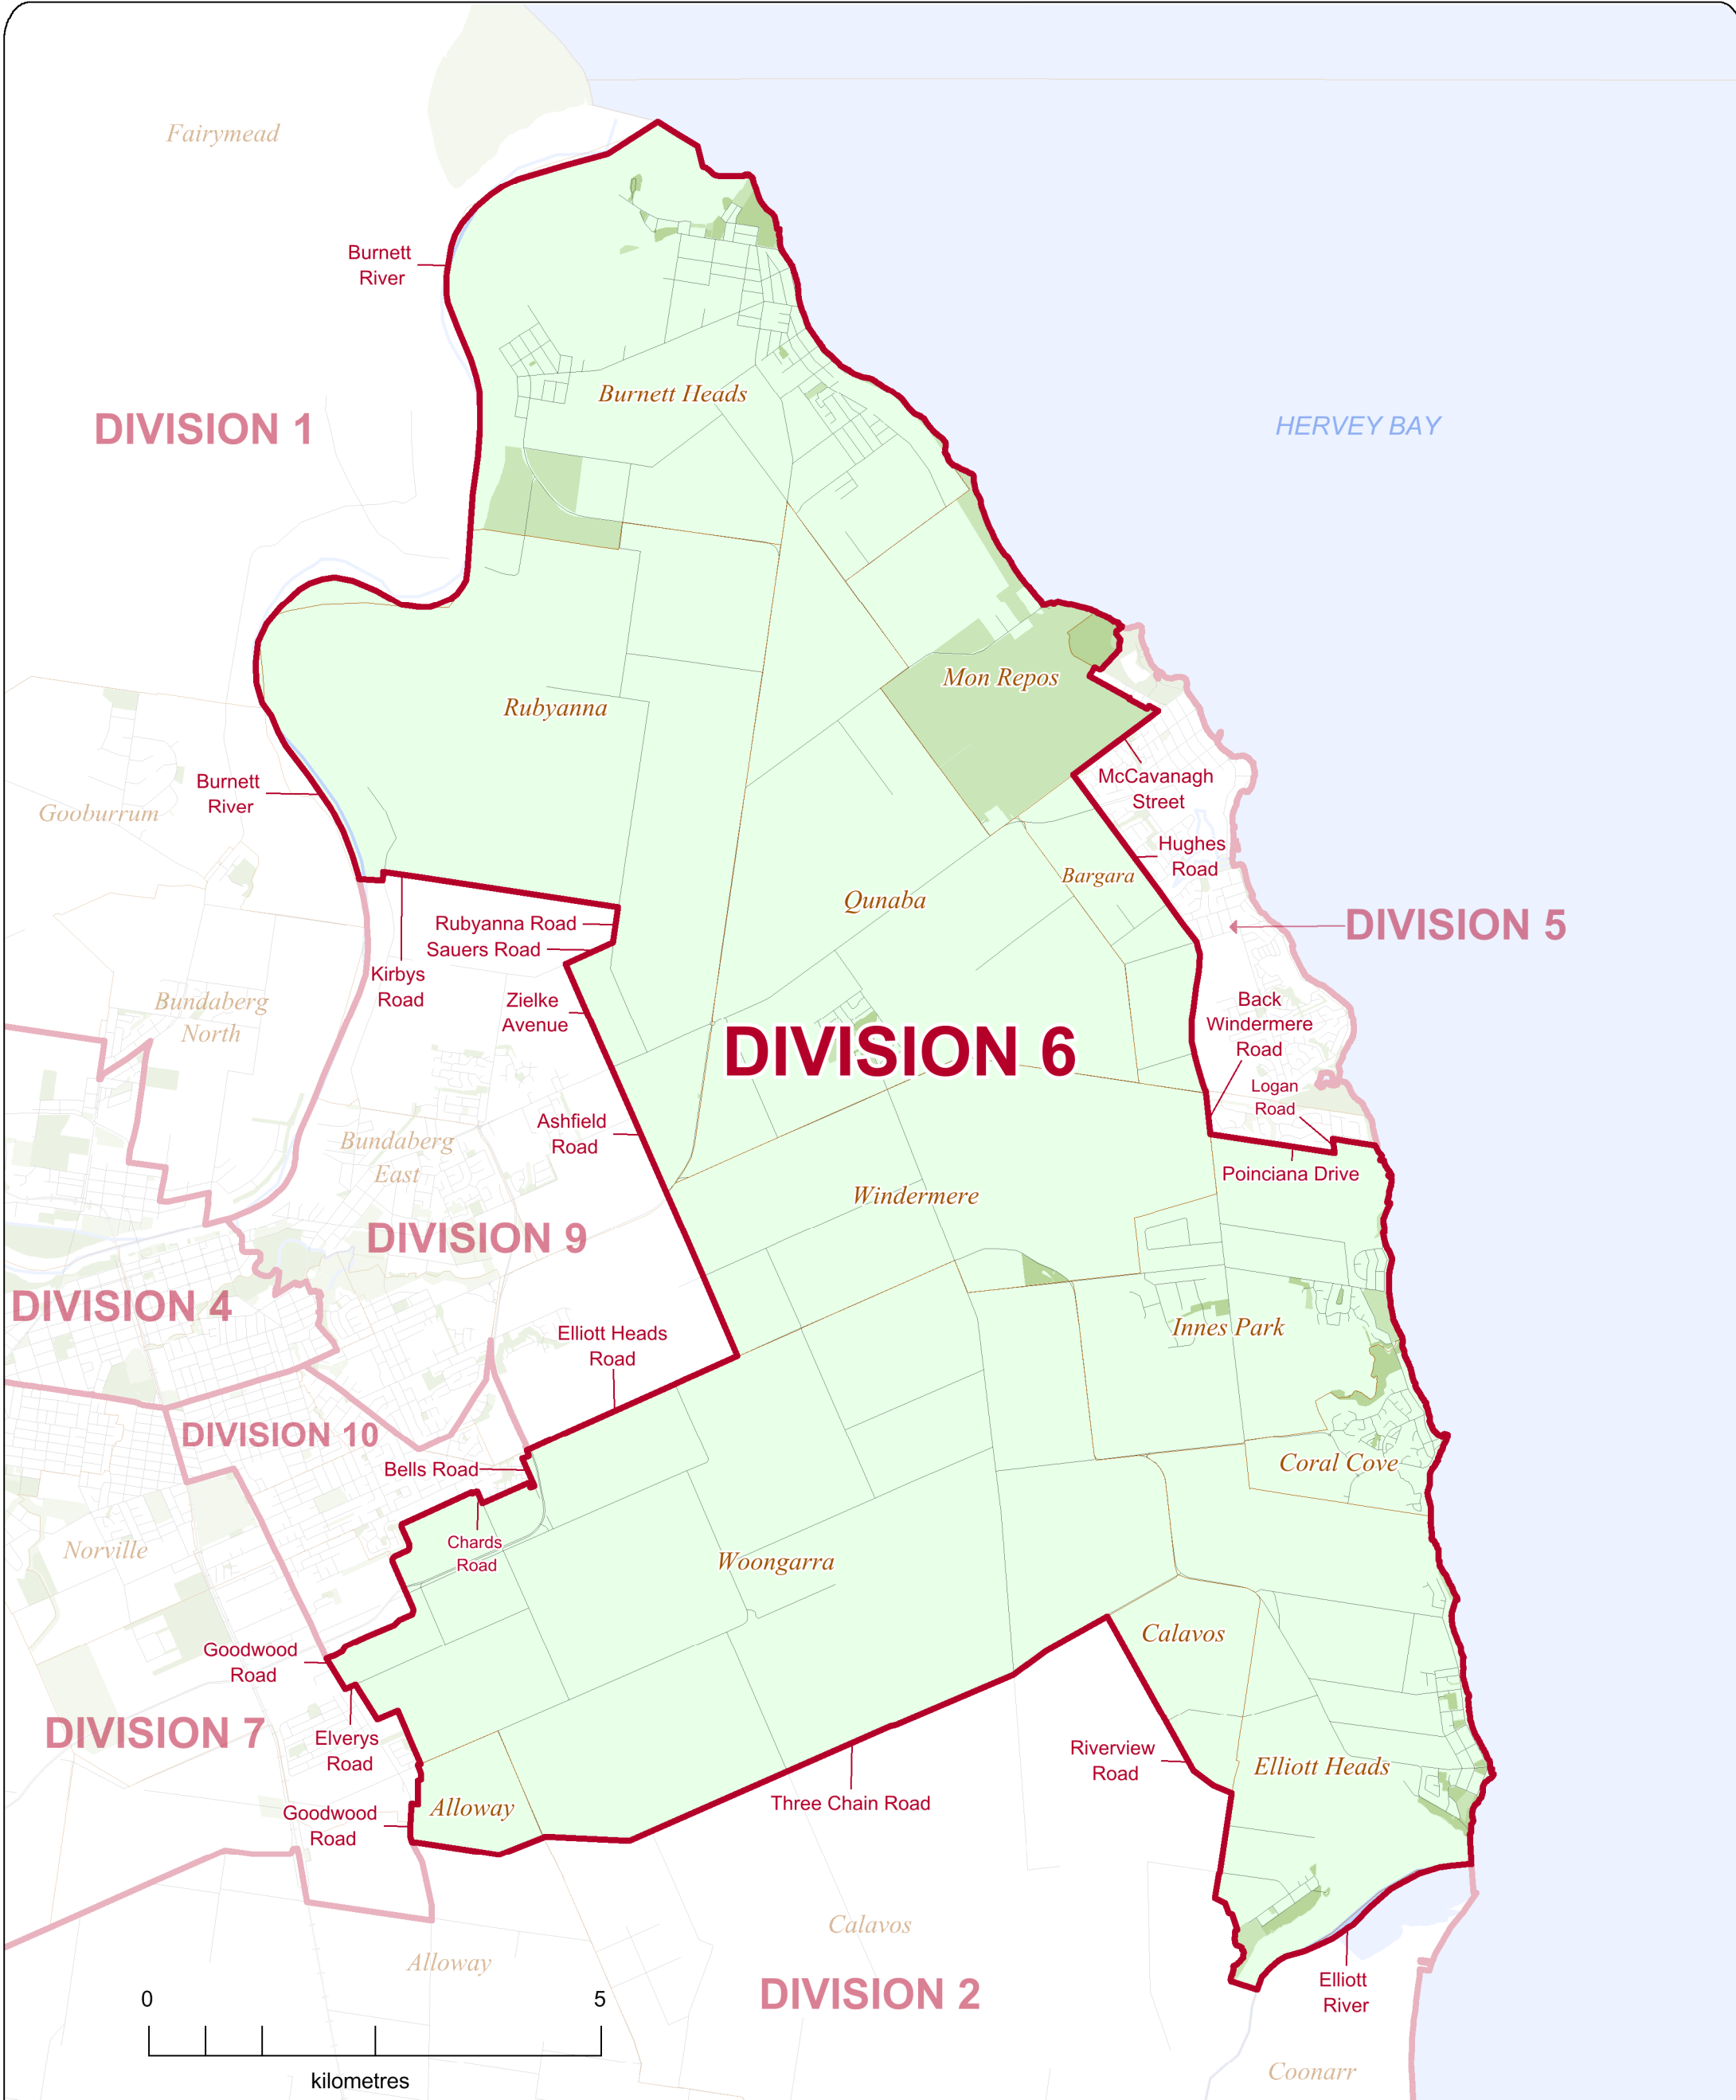 Fairymead
Burnett
River
Burnett Heads
DIVISION 1
HERVEY BAY
Mon Repos
Rubyanna
Burnett
River
Gooburrum
McCavanagh
Street
Hughes
Road
Bargara
Qunaba
Rubyanna Road
Sauers Road
DIVISION 5
Kirbys
Road
Zielke
Avenue
Bundaberg
North
Back
Windermere
Road
DIVISION 6
Logan
Road
Ashfield
Road
Bundaberg
East
Poinciana Drive
Windermere
DIVISION 9
DIVISION 4
Elliott Heads
Road
Innes Park
DIVISION 10
Bells Road
Coral Cove
Chards
Road
Norville
Woongarra
Calavos
Goodwood
Road
DIVISION 7
Elverys
Road
Riverview
Road
Elliott Heads
Goodwood
Road
Alloway
Three Chain Road
Calavos
Alloway
DIVISION 2
Elliott
River
0 5
kilometres
Coonarr